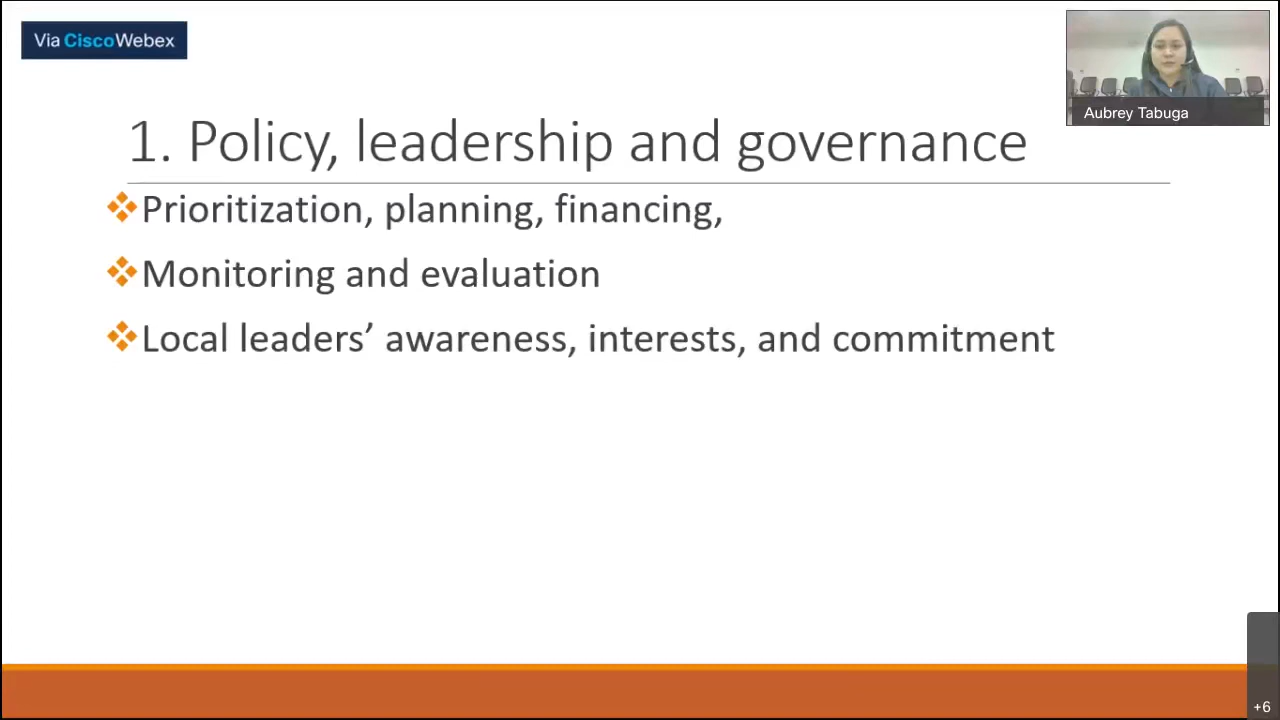 Via CiscoWebex
Aubrey Tabuga
1. Policy, leadership and governance
Prioritization, planning, financing,
Monitoring and evaluation
Local leaders’ awareness, interests, and commitment
+6